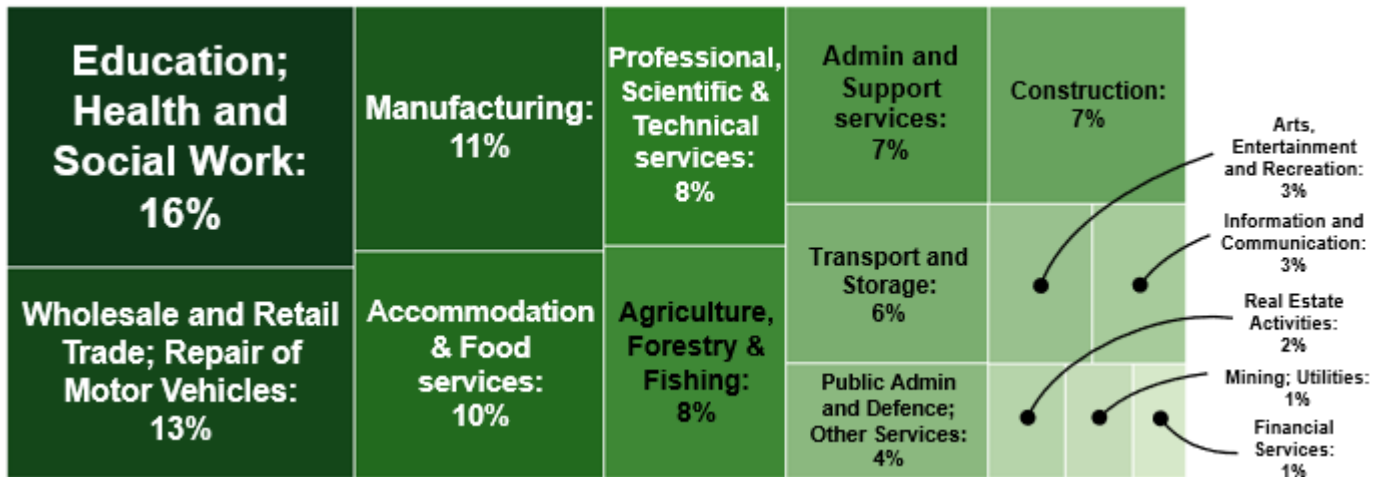 Education;
Health and
Social Work:
16%
Wholesale and Retail
Trade; Repair of
Motor Vehicles:
13%
Manufacturing:
11%
Accommodation
& Food
services:
10%
Professional,
Scientific &
Technical
services:
8%
Agriculture,
Forestry &
Fishing:
8%
Admin and
Support
services:
7%
Construction:
7%
Transport and
Storage:
6%
Public Admin
and Defence;
Other Services:
4%
Arts,
Entertainment
and Recreation:
3%
Information and
Communication:
3%
Real Estate
Activities:
2%
Mining; Utilities:
1%
Financial
Services:
1%